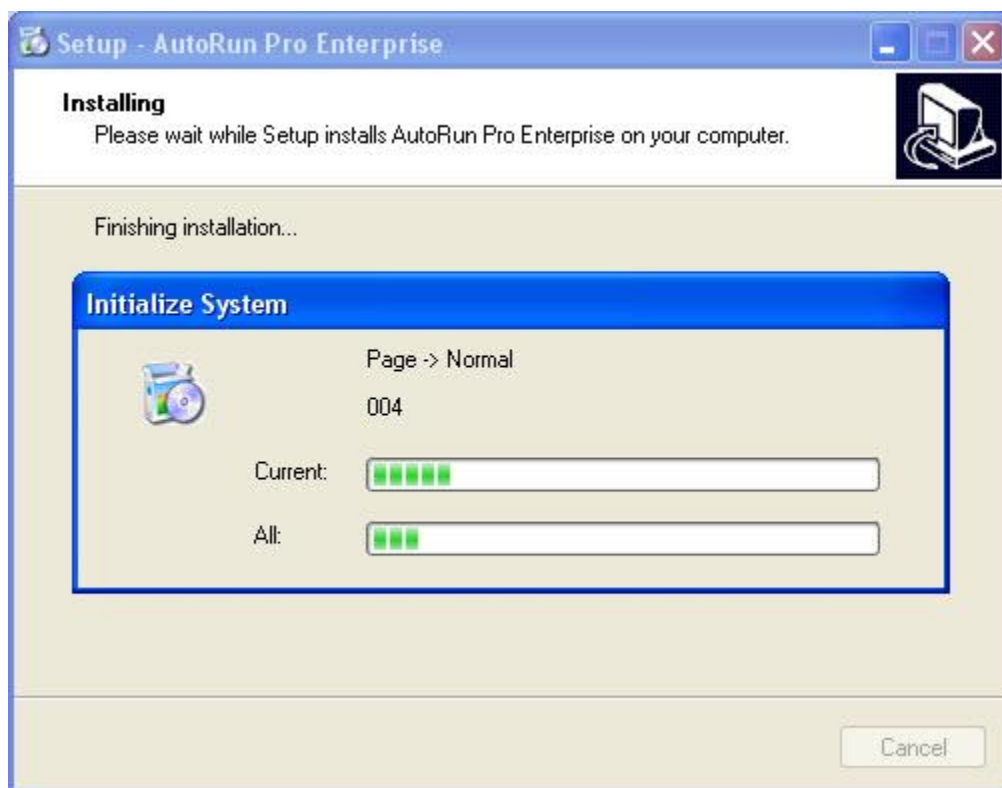 Setup - AutoRun Pro Enterprise
Installing
Please wait while Setup installs AutoRun Pro Enterprise on your computer.
Finishing installation...
Initialize System
Page -> Normal
004
Current:
All:
Cancel